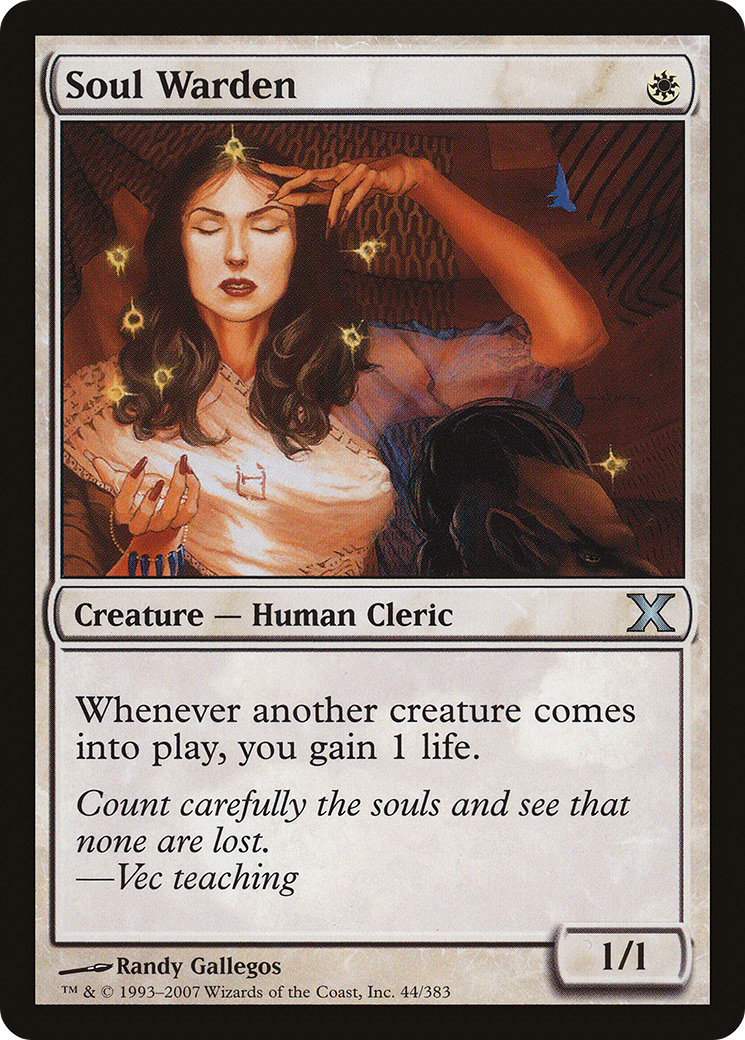 Soul Warden
Creature — Human Cleric
Whenever another creature comes
into play, you gain 1 life.
Count carefully the souls and see that
none are lost.
—Vec teaching
1/1
Randy Gallegos
™ & © 1993–2007 Wizards of the Coast, Inc. 44/383